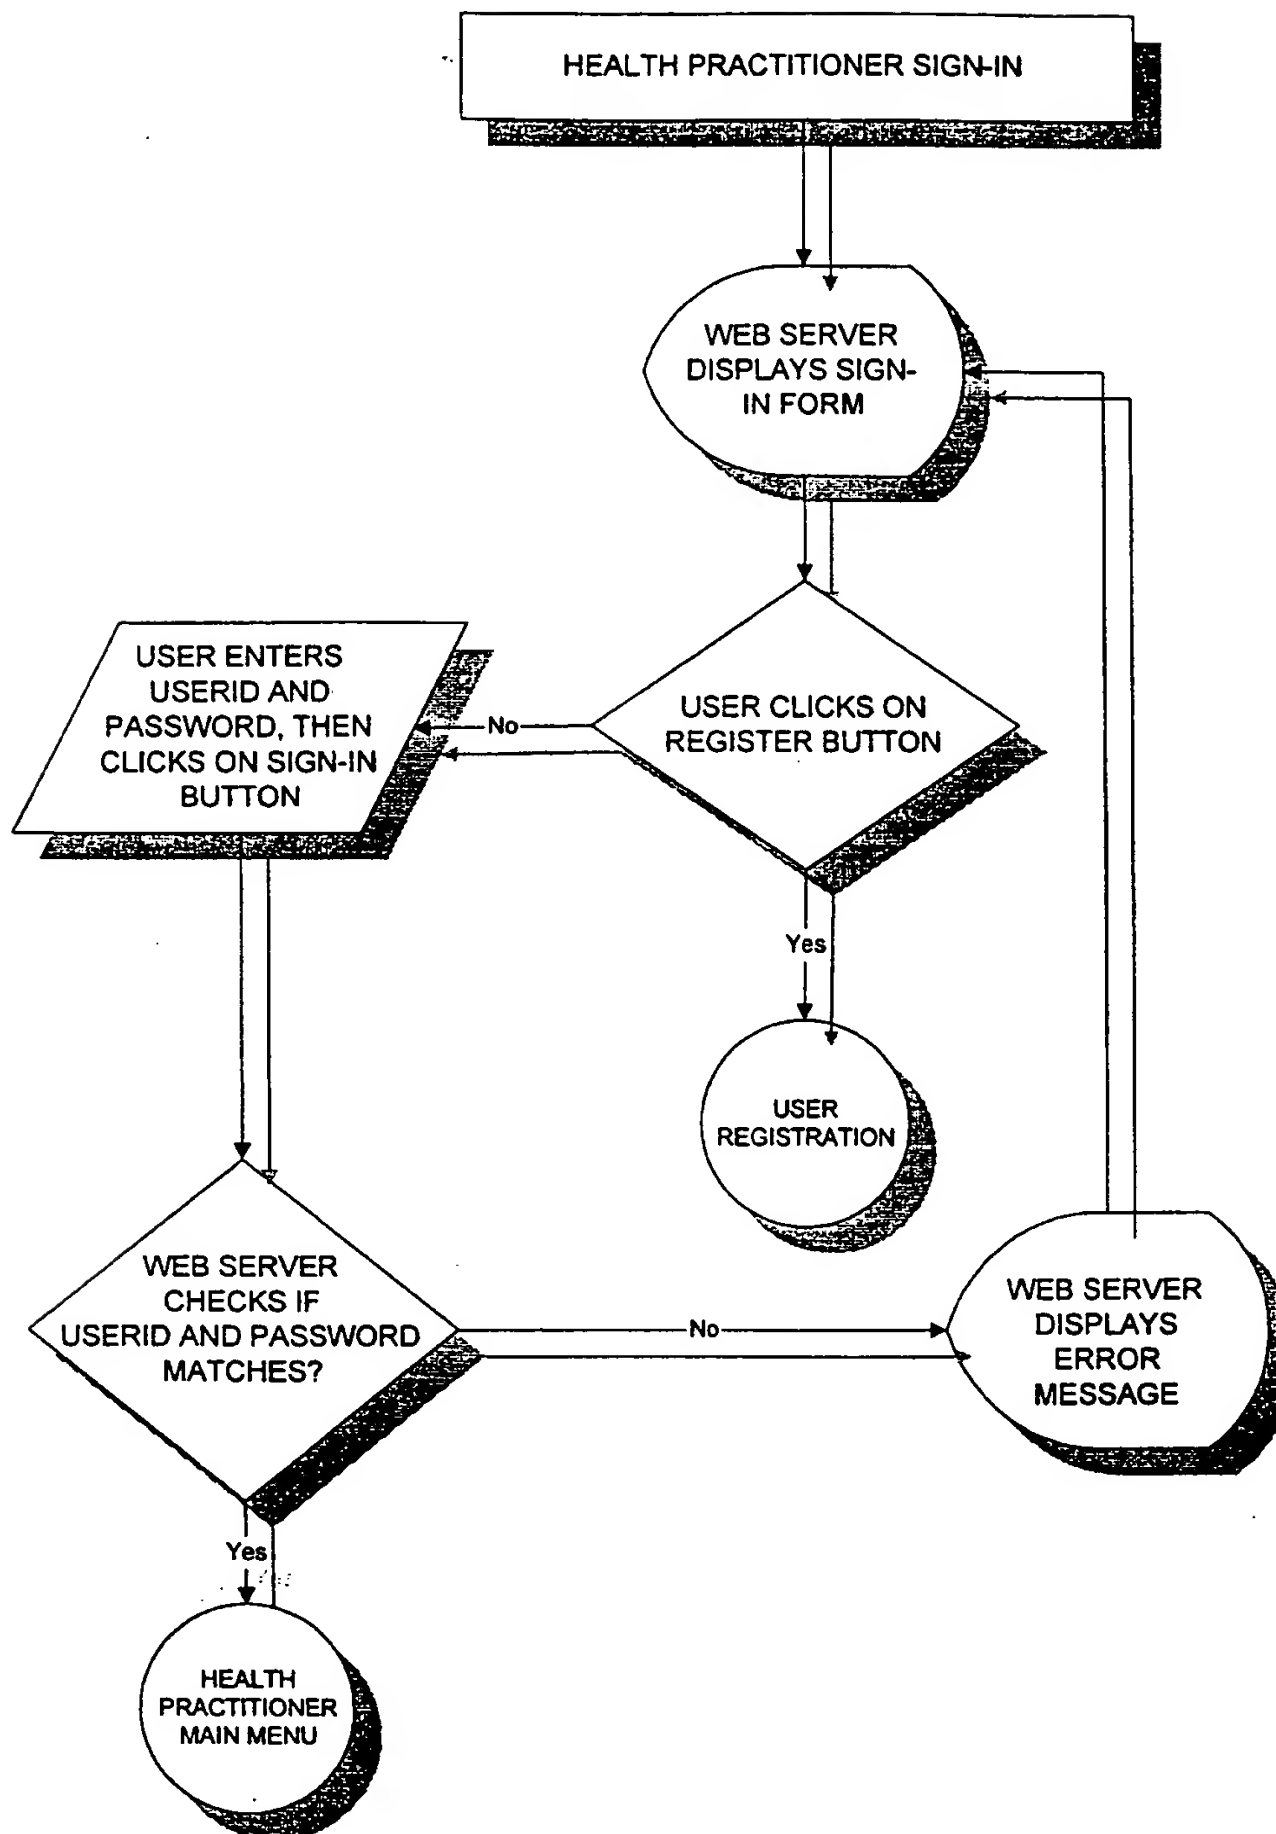 HEALTH PRACTITIONER SIGN-IN
WEB SERVER
DISPLAYS SIGN-
IN FORM
USER CLICKS ON
REGISTER BUTTON
No
USER ENTERS
USERID AND
PASSWORD, THEN
CLICKS ON SIGN-IN
BUTTON
Yes
USER
REGISTRATION
WEB SERVER
CHECKS IF
USERID AND PASSWORD
MATCHES?
No
WEB SERVER
DISPLAYS
ERROR
MESSAGE
Yes
HEALTH
PRACTITIONER
MAIN MENU